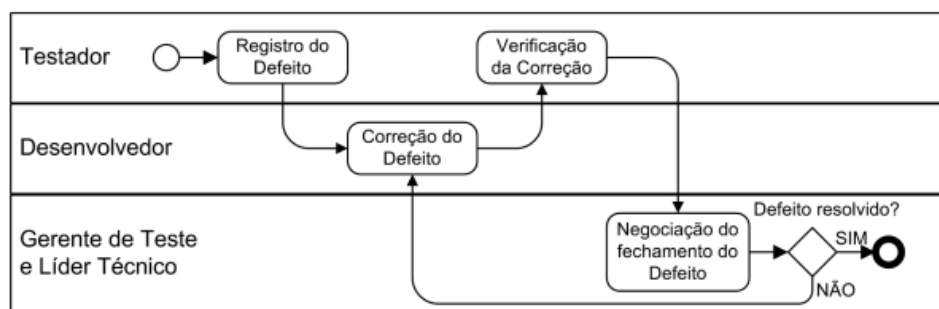 Testador
Registro do
Defeito
Verificação
da Correção
Desenvolvedor
Correção do
Defeito
Gerente de Teste
e Líder Técnico
Negociação do
fechamento do
Defeito
Defeito resolvido?
SIM
NÃO